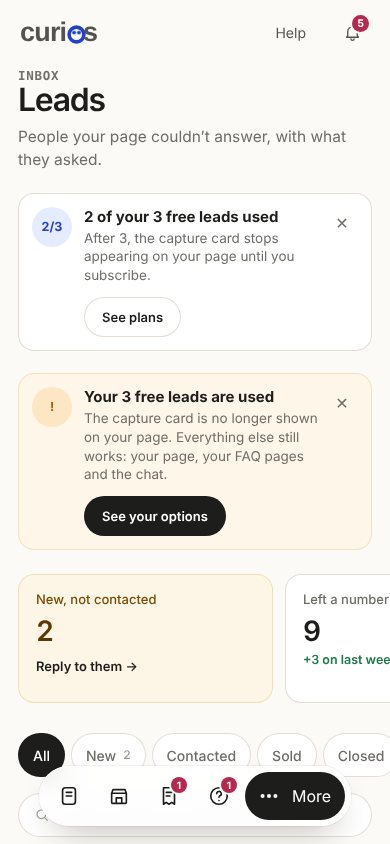 curios
Help
5
INBOX
Leads
People your page couldn't answer, with what
they asked.
2/3
2 of your 3 free leads used
After 3, the capture card stops
appearing on your page until you
subscribe.
See plans
!
Your 3 free leads are used
The capture card is no longer shown
on your page. Everything else still
works: your page, your FAQ pages
and the chat.
See your options
New, not contacted
2
Reply to them →
Left a number
9
+3 on last wee
All
New 2
Contacted
Sold
Closed
1
1
More